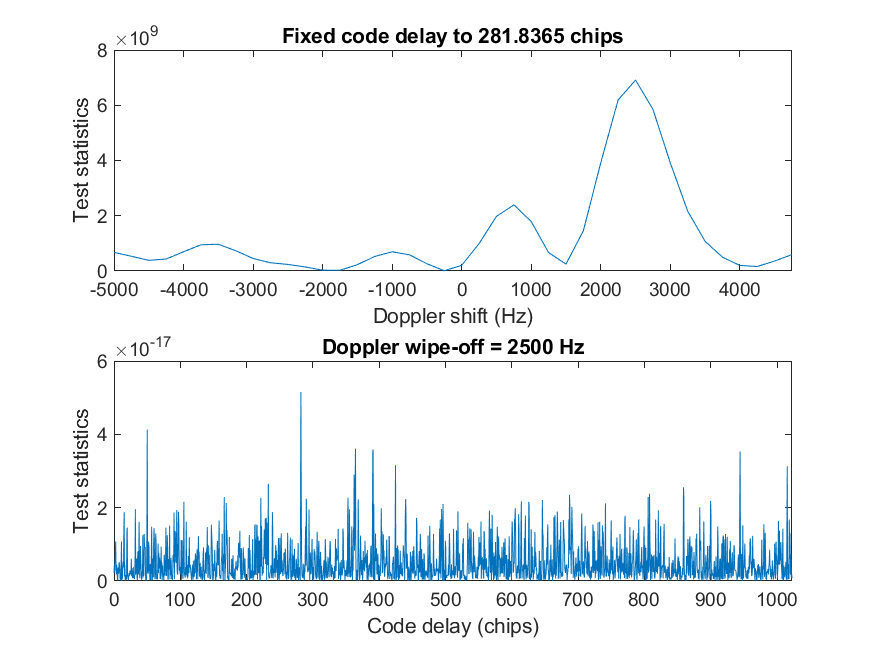 ×10^9
Fixed code delay to 281.8365 chips
8
6
4
2
0
Test statistics
-5000 -4000 -3000 -2000 -1000 0 1000 2000 3000 4000
Doppler shift (Hz)
×10^-17
Doppler wipe-off = 2500 Hz
6
4
2
0
Test statistics
0 100 200 300 400 500 600 700 800 900 1000
Code delay (chips)